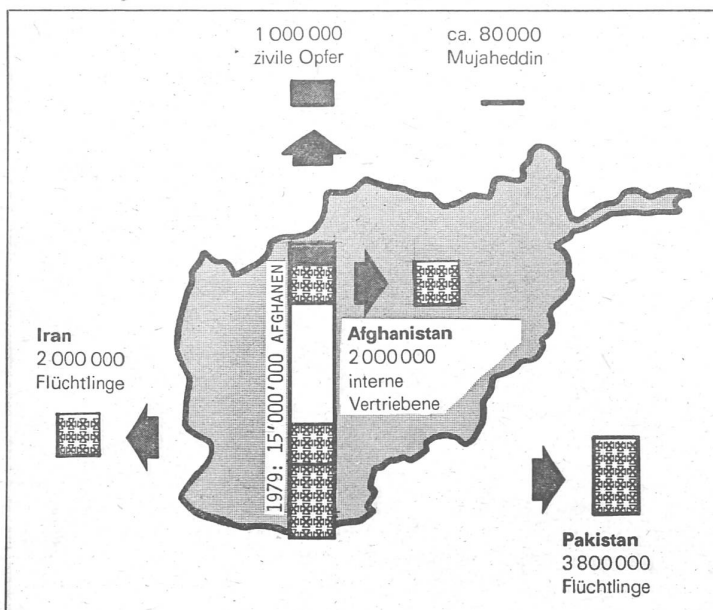 1 000 000
zivile Opfer
ca. 80 000
Mujaheddin
Iran
2 000 000
Flüchtlinge
1979: 15'000'000 AFGHANEN
Afghanistan
2 000 000
interne
Vertriebene
Pakistan
3 800 000
Flüchtlinge